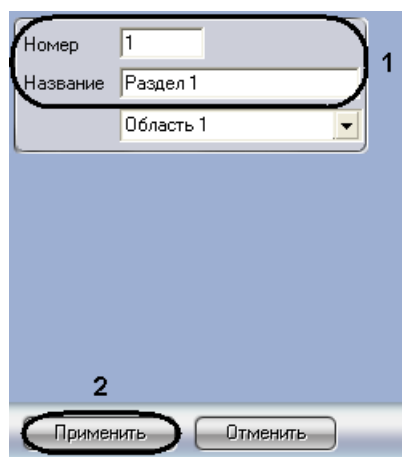 Номер 1
1
Название Раздел 1
Область 1
2
Применить Отменить